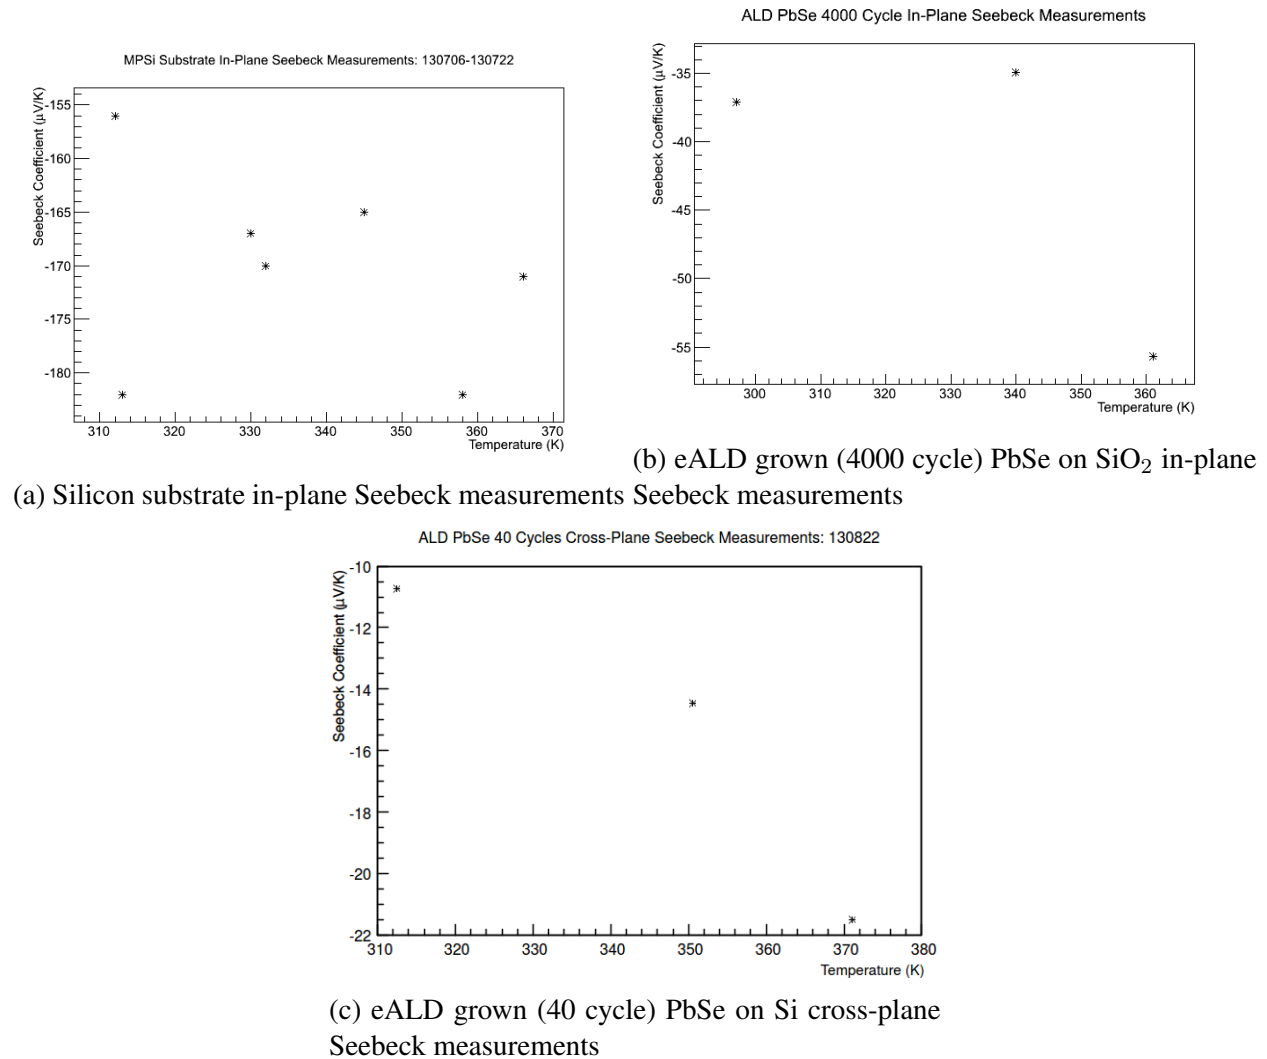 MPSi Substrate In-Plane Seebeck Measurements: 130706-130722
Seebeck Coefficient (μV/K)
-155
-160
-165
-170
-175
-180
310 320 330 340 350 360 370
Temperature (K)
(a) Silicon substrate in-plane Seebeck measurements
ALD PbSe 4000 Cycle In-Plane Seebeck Measurements
Seebeck Coefficient (μV/K)
-35
-40
-45
-50
-55
300 310 320 330 340 350 360
Temperature (K)
(b) eALD grown (4000 cycle) PbSe on SiO₂ in-plane
Seebeck measurements
ALD PbSe 40 Cycles Cross-Plane Seebeck Measurements: 130822
Seebeck Coefficient (μV/K)
-10
-12
-14
-16
-18
-20
-22
310 320 330 340 350 360 370 380
Temperature (K)
(c) eALD grown (40 cycle) PbSe on Si cross-plane
Seebeck measurements